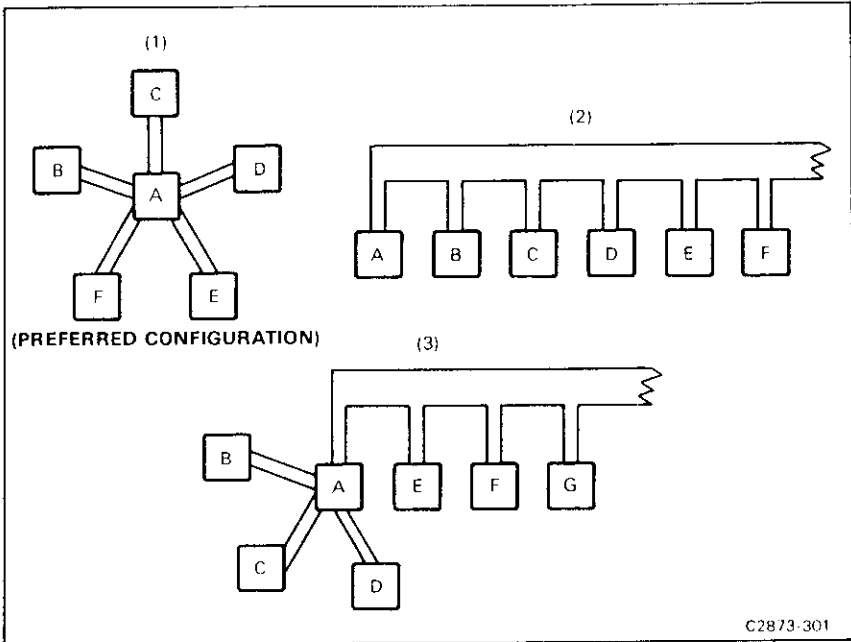 (1)
C
B
D
A
F
E
(PREFERRED CONFIGURATION)
(2)
A B C D E F
(3)
B
A E F G
C
D
C2873-301